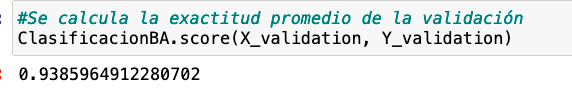 #Se calcula la exactitud promedio de la validación
ClasificacionBA.score(X_validation, Y_validation)
0.9385964912280702